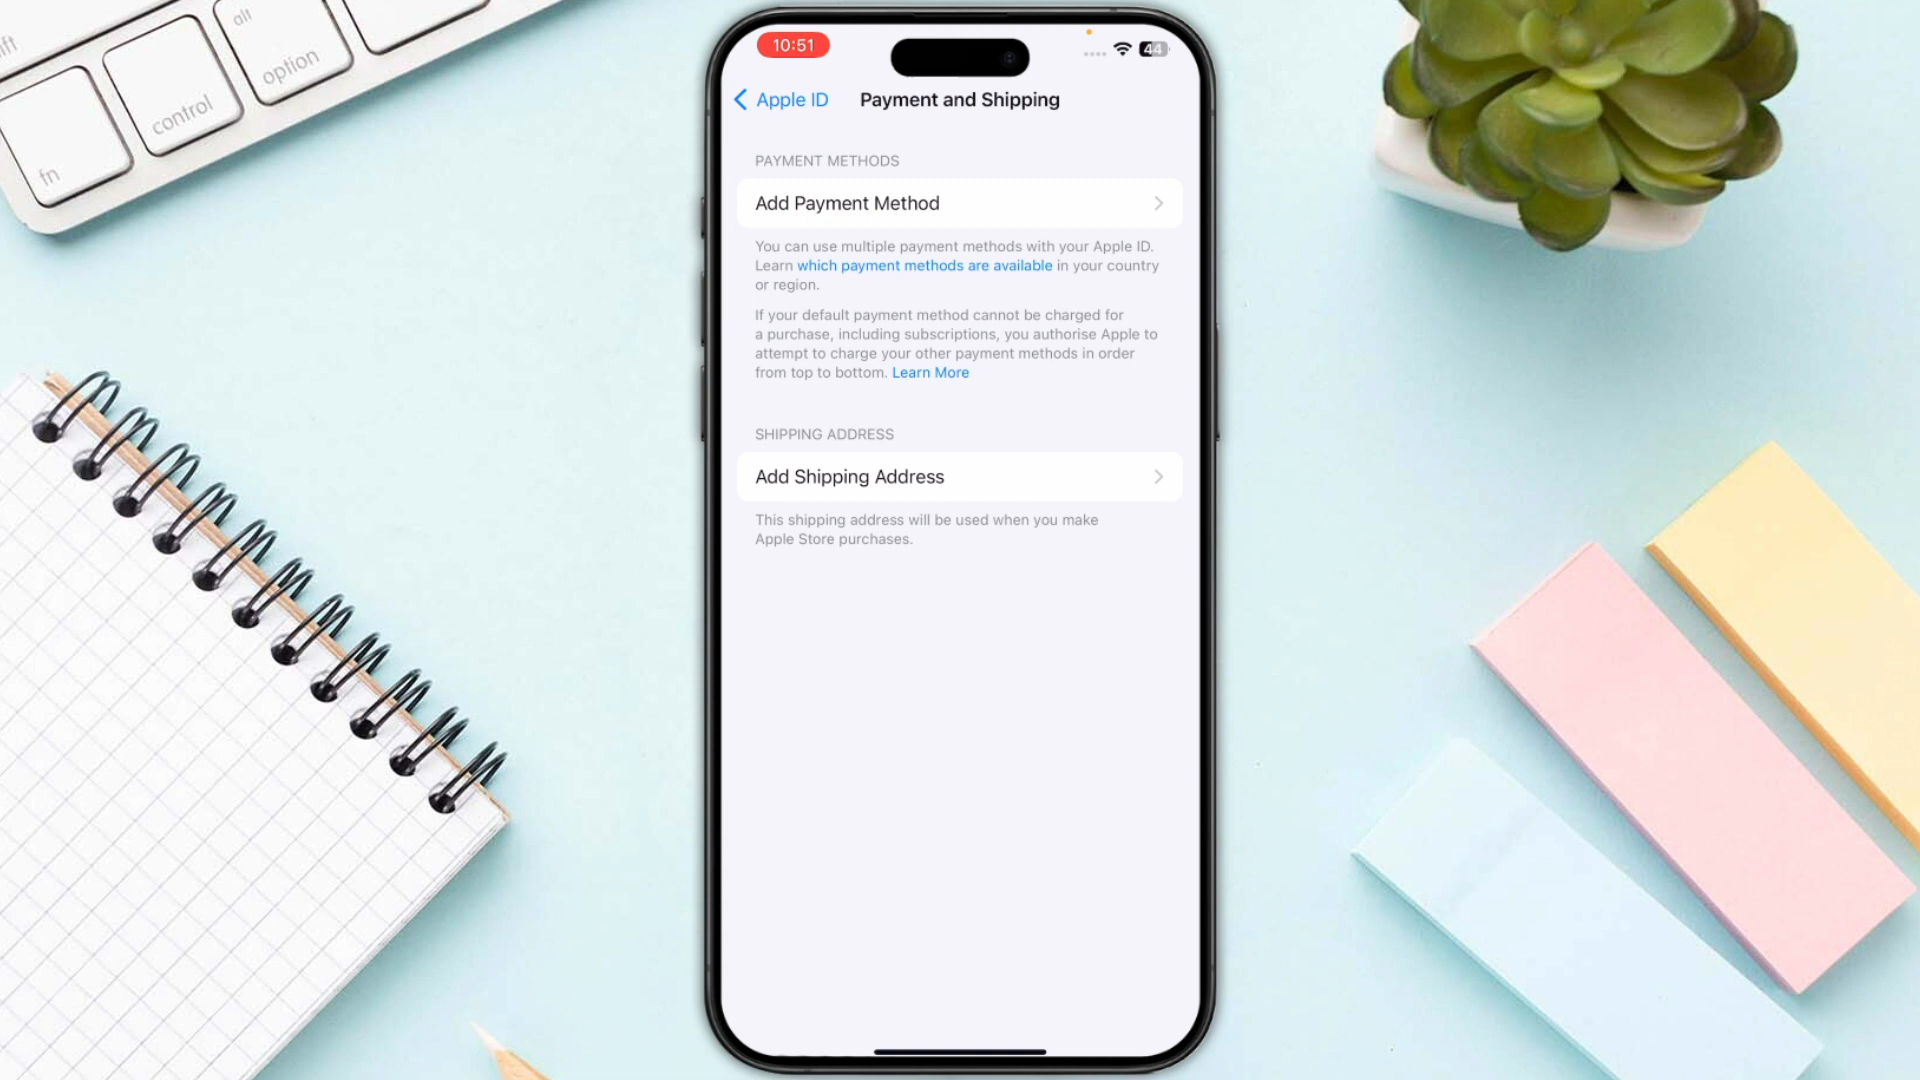 ift
alt
option
control
fn
10:51
44
Apple ID
Payment and Shipping
PAYMENT METHODS
Add Payment Method
You can use multiple payment methods with your Apple ID.
Learn which payment methods are available in your country
or region.
If your default payment method cannot be charged for
a purchase, including subscriptions, you authorise Apple to
attempt to charge your other payment methods in order
from top to bottom. Learn More
SHIPPING ADDRESS
Add Shipping Address
This shipping address will be used when you make
Apple Store purchases.